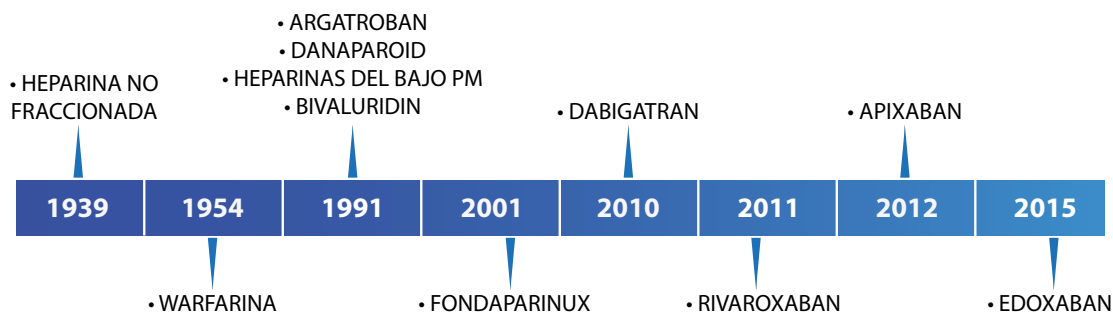 • ARGATROBAN
• DANAPAROID
• HEPARINAS DEL BAJO PM
• BIVALURIDIN
• HEPARINA NO
FRACCIONADA
• DABIGATRAN
• APIXABAN
1939
1954
1991
2001
2010
2011
2012
2015
• WARFARINA
• FONDAPARINUX
• RIVAROXABAN
• EDOXABAN